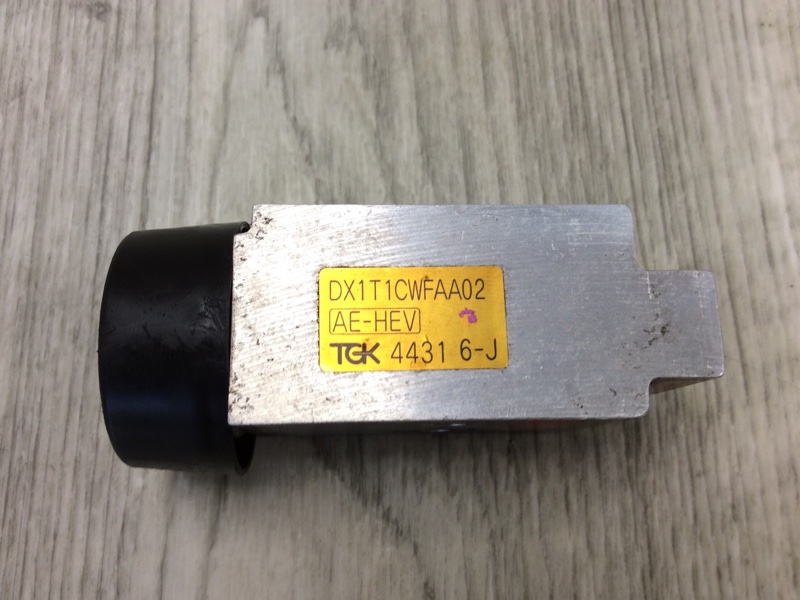 DX1T1CWFAA02
AE-HEV
TGK 4431 6-J